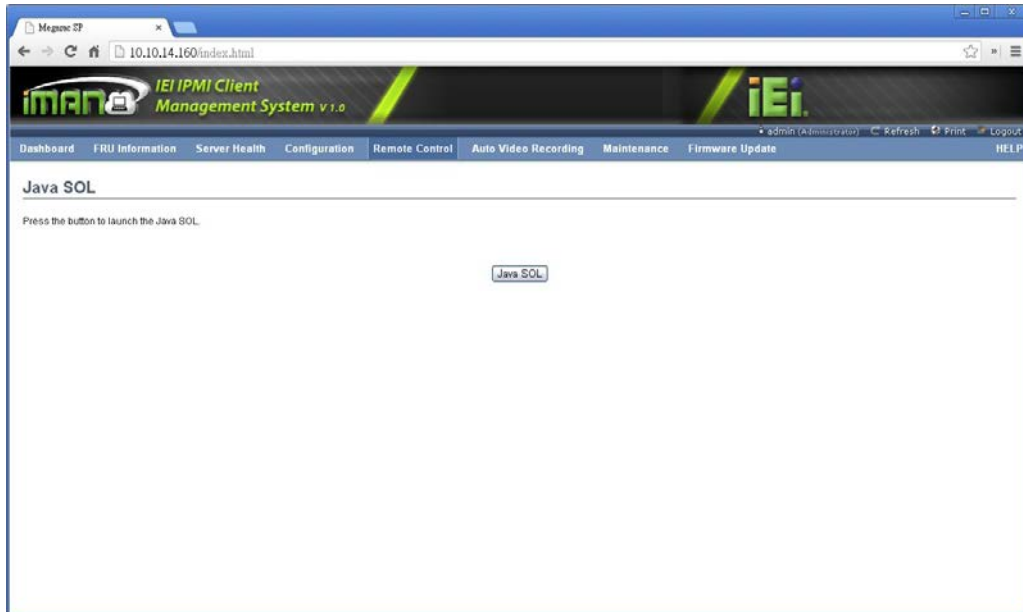 Megarac SP
10.10.14.160/index.html
iMAN
IEI IPMI Client
Management System v 1.0
iEi
admin (Administrator) Refresh Print Logout
Dashboard FRU Information Server Health Configuration Remote Control Auto Video Recording Maintenance Firmware Update HELP
Java SOL
Press the button to launch the Java SOL.
Java SOL